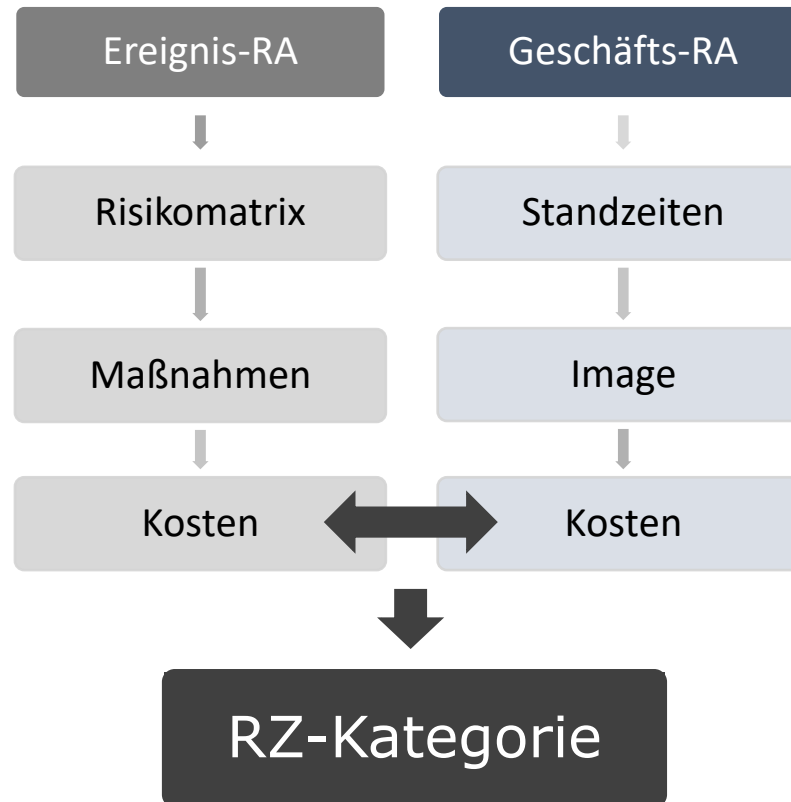 Ereignis-RA
Risikomatrix
Maßnahmen
Kosten
Geschäfts-RA
Standzeiten
Image
Kosten
RZ-Kategorie